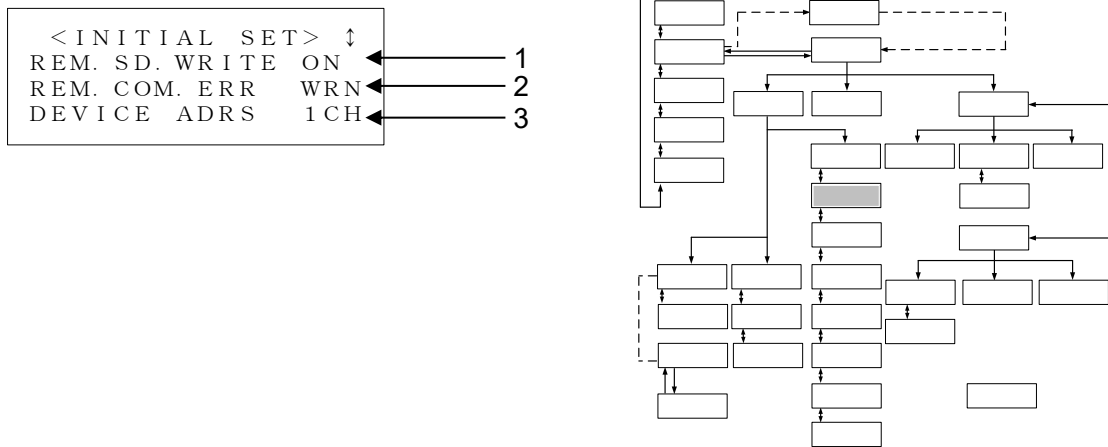 <INITIAL SET> ↕
REM. SD. WRITE ON
REM. COM. ERR WRN
DEVICE ADRS 1CH
1
2
3